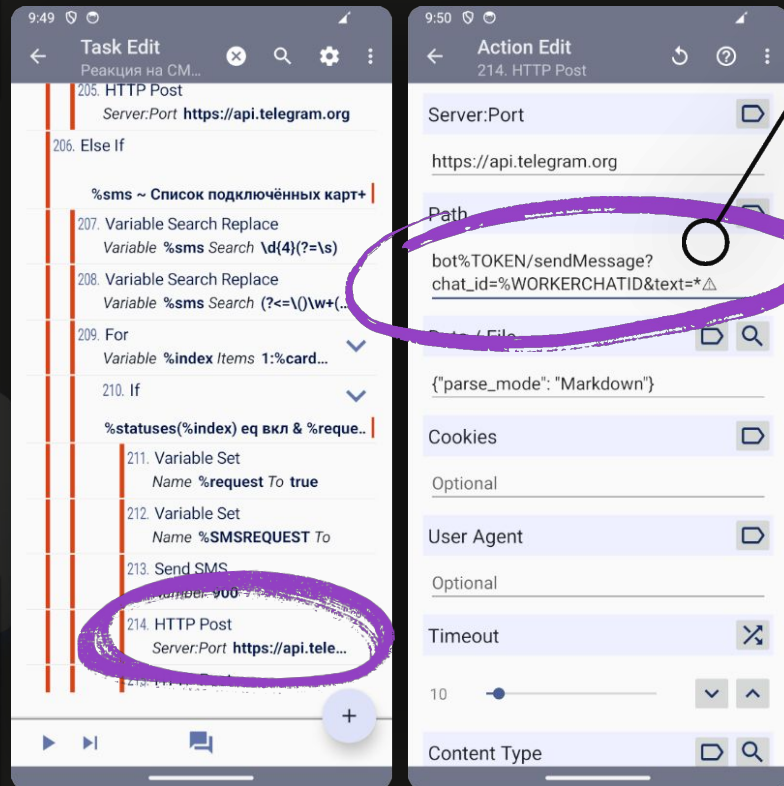 9:49
Task Edit
Реакция на СМ...
205. HTTP Post
Server:Port https://api.telegram.org
206. Else If
%sms ~ Список подключённых карт+
207. Variable Search Replace
Variable %sms Search \d{4}(?=\s)
208. Variable Search Replace
Variable %sms Search (?<=\()\w+(...
209. For
Variable %index Items 1:%card...
210. If
%statuses(%index) eq вкл & %reque..
211. Variable Set
Name %request To true
212. Variable Set
Name %SMSREQUEST To
213. Send SMS
Number 900
214. HTTP Post
Server:Port https://api.tele...
215. HTTP Post
+
9:50
Action Edit
214. HTTP Post
Server:Port
https://api.telegram.org
Path
bot%TOKEN/sendMessage?
chat_id=%WORKERCHATID&text=*⚠
Data / File
{"parse_mode": "Markdown"}
Cookies
Optional
User Agent
Optional
Timeout
10
Content Type